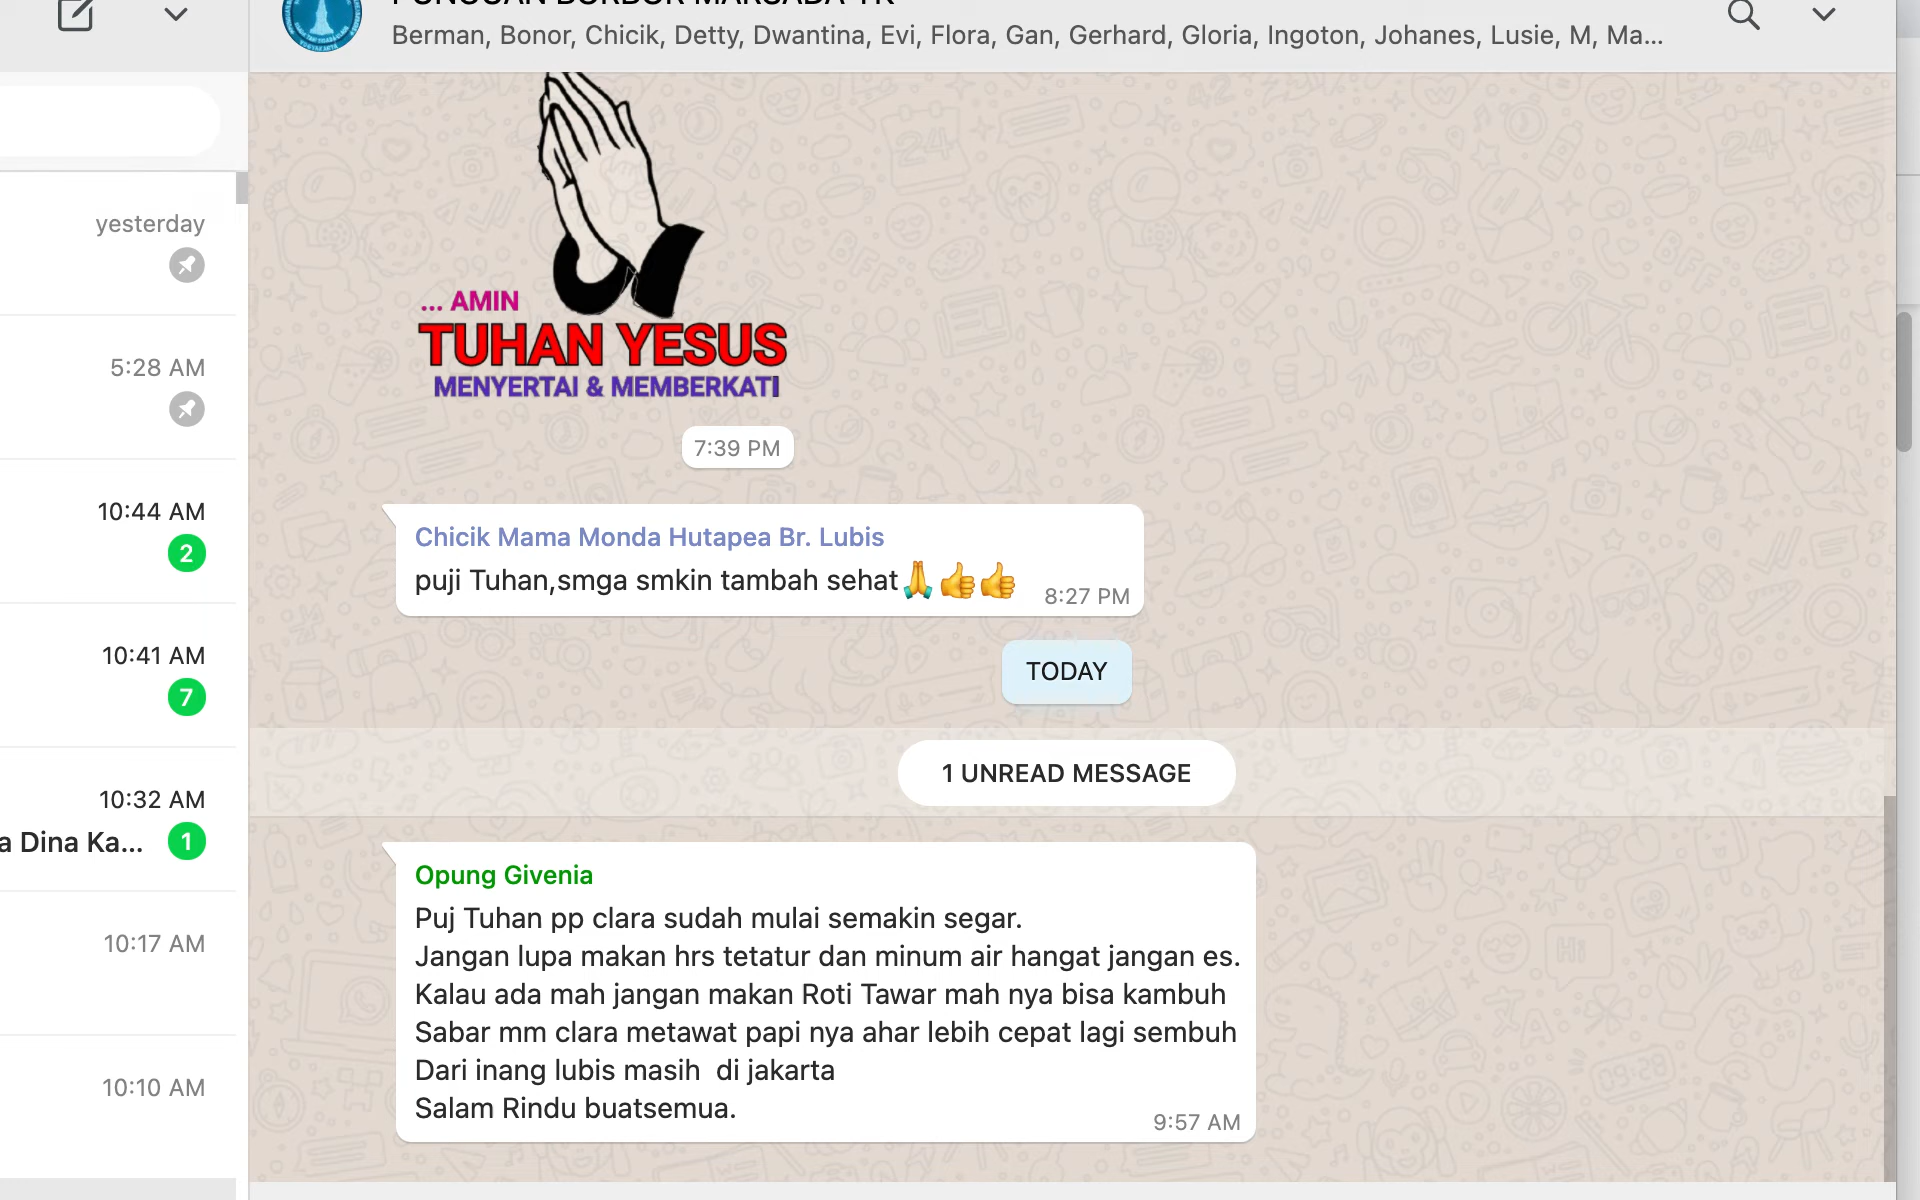 Berman, Bonor, Chicik, Detty, Dwantina, Evi, Flora, Gan, Gerhard, Gloria, Ingoton, Johanes, Lusie, M, Ma...
yesterday
5:28 AM
10:44 AM
2
10:41 AM
7
10:32 AM
a Dina Ka...
1
10:17 AM
10:10 AM
... AMIN
TUHAN YESUS
MENYERTAI & MEMBERKATI
7:39 PM
Chicik Mama Monda Hutapea Br. Lubis
puji Tuhan,smga smkin tambah sehat🙏👍👍
8:27 PM
TODAY
1 UNREAD MESSAGE
Opung Givenia
Puj Tuhan pp clara sudah mulai semakin segar.
Jangan lupa makan hrs tetatur dan minum air hangat jangan es.
Kalau ada mah jangan makan Roti Tawar mah nya bisa kambuh
Sabar mm clara metawat papi nya ahar lebih cepat lagi sembuh
Dari inang lubis masih  di jakarta
Salam Rindu buatsemua.
9:57 AM